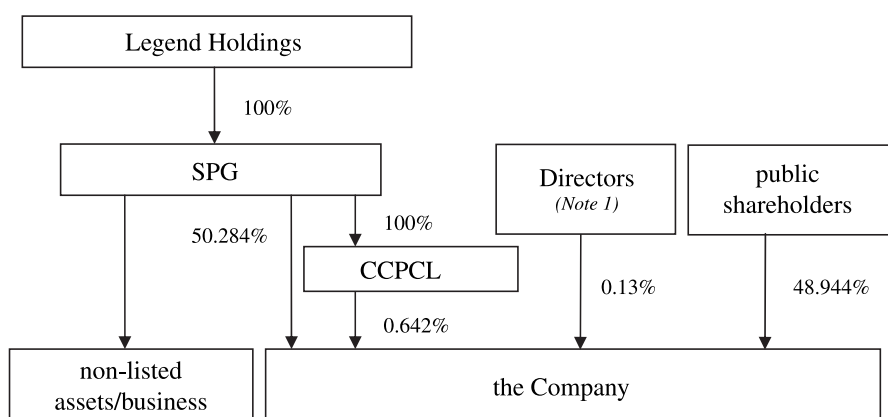 Legend Holdings
100%
SPG
Directors
(Note 1)
public
shareholders
50.284%
100%
CCPCL
0.13%
48.944%
0.642%
non-listed
assets/business
the Company